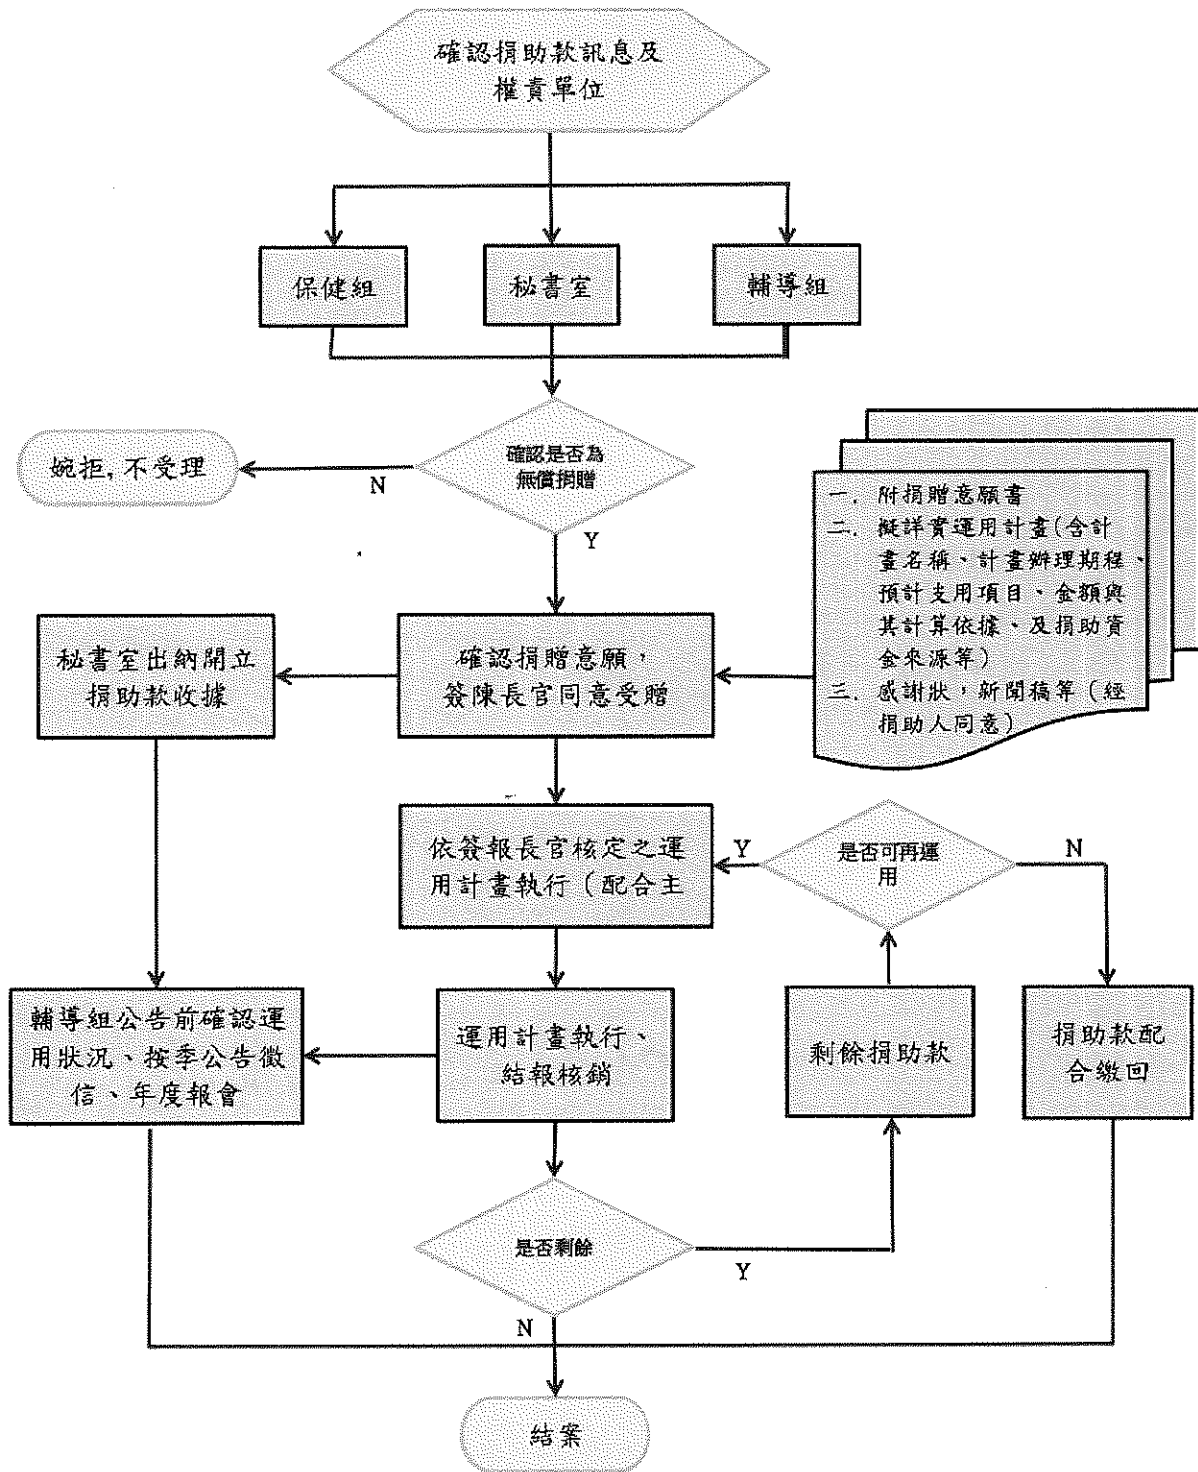 確認捐助款訊息及
權責單位
保健組
秘書室
輔導組
確認是否為
無償捐贈
婉拒,不受理
N
Y
一. 附捐贈意願書
二. 擬詳實運用計畫(含計
畫名稱、計畫辦理期程、
預計支用項目、金額與
其計算依據、及捐助資
金來源等)
三. 感謝狀,新聞稿等(經
捐助人同意)
秘書室出納開立
捐助款收據
確認捐贈意願,
簽陳長官同意受贈
依簽報長官核定之運
用計畫執行(配合主
Y
是否可再運
用
N
輔導組公告前確認運
用狀況、按季公告徵
信、年度報會
運用計畫執行、
結報核銷
剩餘捐助款
捐助款配
合繳回
是否剩餘
Y
N
結案